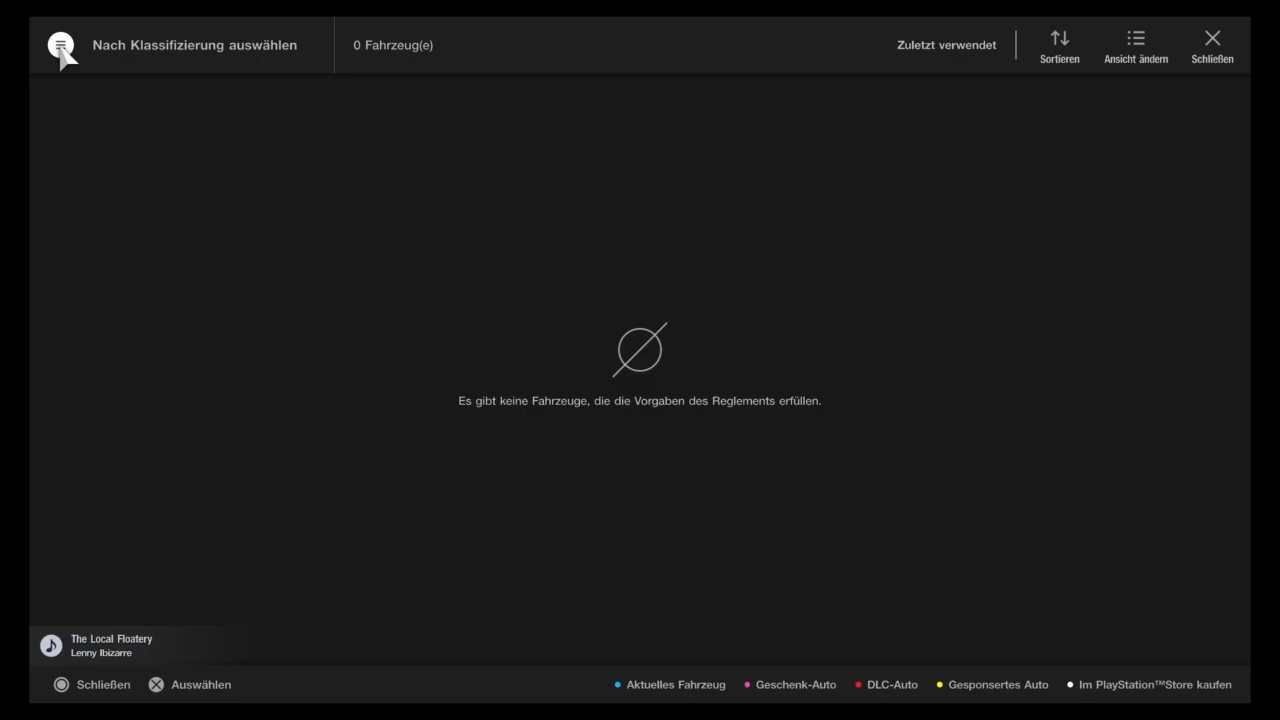 Nach Klassifizierung auswählen
0 Fahrzeug(e)
Zuletzt verwendet
Sortieren
Ansicht ändern
Schließen
Es gibt keine Fahrzeuge, die die Vorgaben des Reglements erfüllen.
The Local Floatery
Lenny Ibizarre
Schließen
Auswählen
Aktuelles Fahrzeug
Geschenk-Auto
DLC-Auto
Gesponsertes Auto
Im PlayStation™Store kaufen